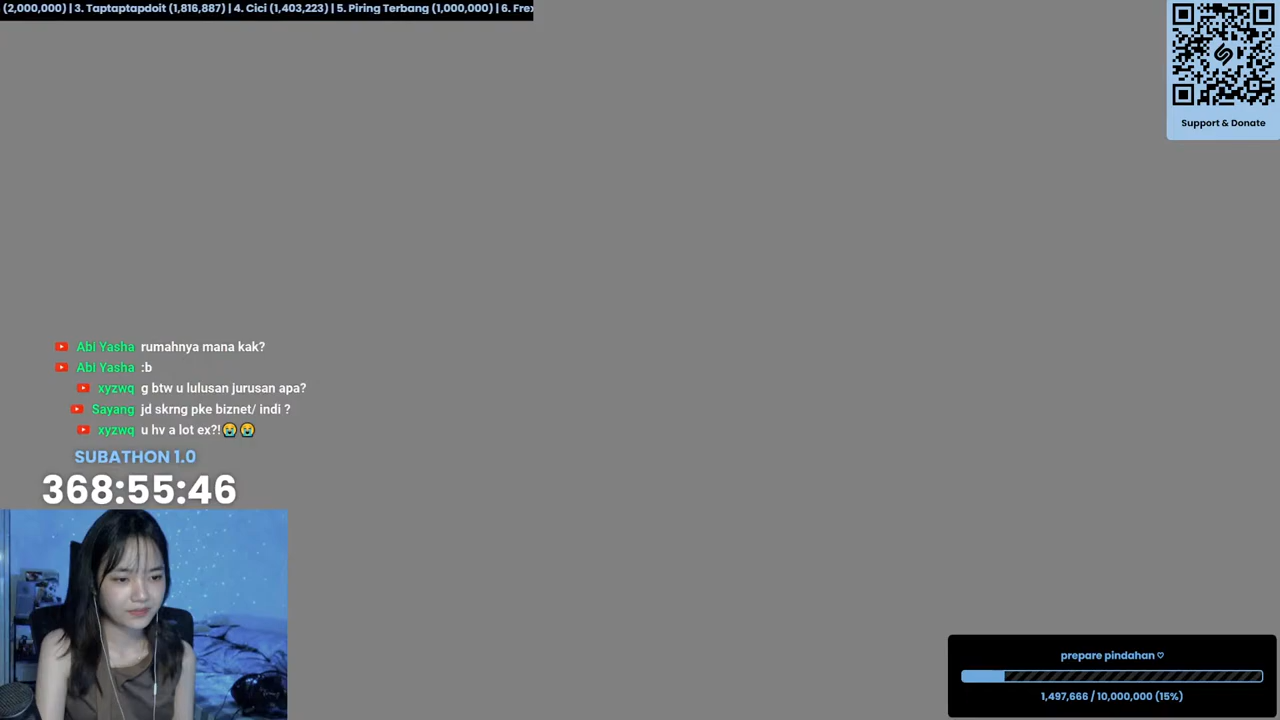 (2,000,000) | 3. Taptaptapdoit (1,816,887) | 4. Cici (1,403,223) | 5. Piring Terbang (1,000,000) | 6. Frex
Support & Donate
Abi Yasha rumahnya mana kak?
Abi Yasha :b
xyzwq g btw u lulusan jurusan apa?
Sayang jd skrng pke biznet/ indi ?
xyzwq u hv a lot ex?!😭😭
SUBATHON 1.0
368:55:46
prepare pindahan ♡
1,497,666 / 10,000,000 (15%)